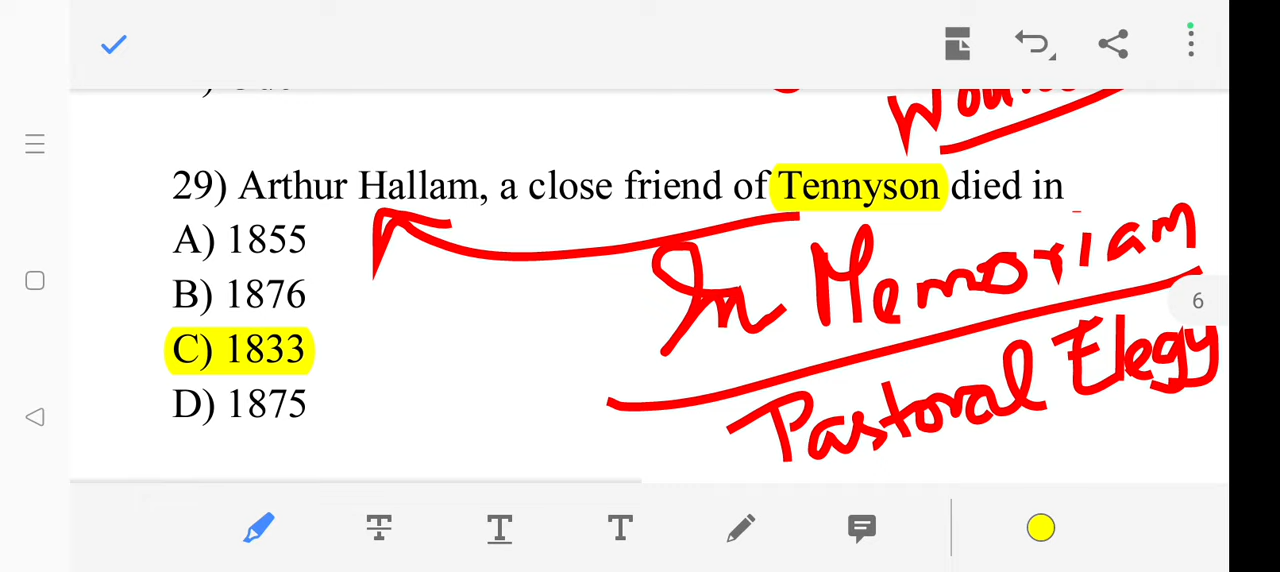 29) Arthur Hallam, a close friend of Tennyson died in
A) 1855
B) 1876
C) 1833
D) 1875
In Memoriam
Pastoral Elegy
6
T
T
T